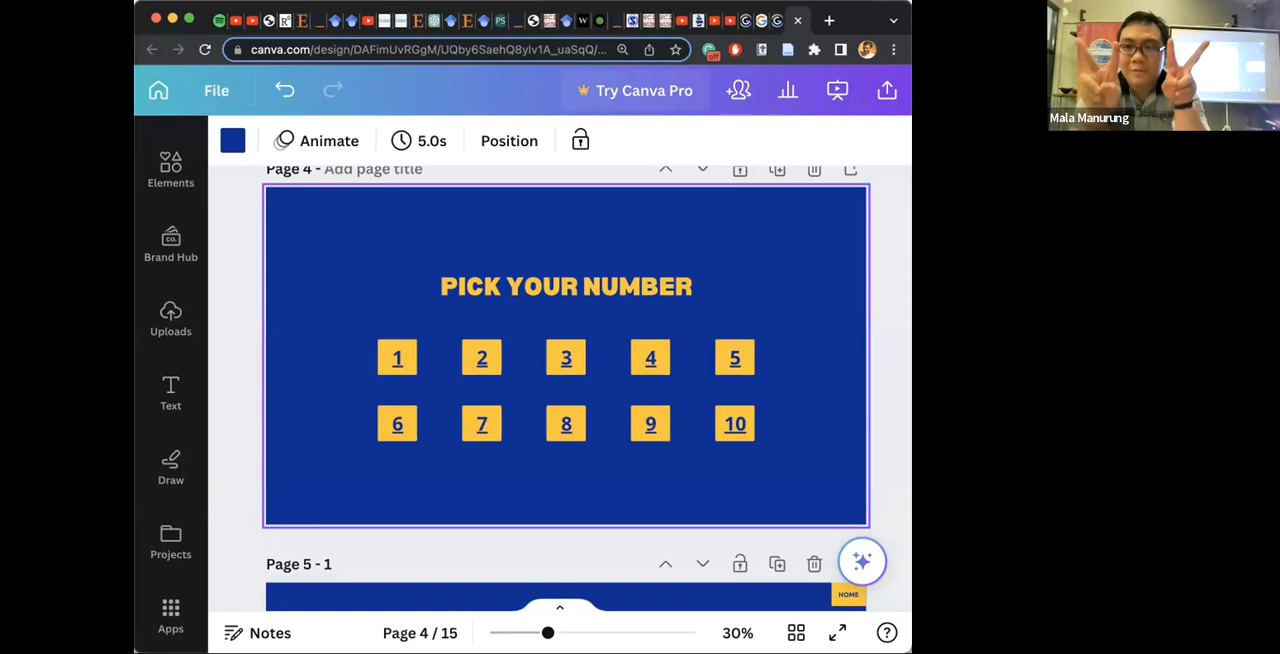 canva.com/design/DAFimUvRGgM/UQby6SaehQ8ylv1A_uaSqQ/...
off
File
Try Canva Pro
Animate
5.0s
Position
Page 4 - Add page title
Elements
Brand Hub
Uploads
Text
Draw
Projects
Apps
PICK YOUR NUMBER
1 2 3 4 5
6 7 8 9 10
Page 5 - 1
HOME
Notes
Page 4 / 15
30%
Mala Manurung